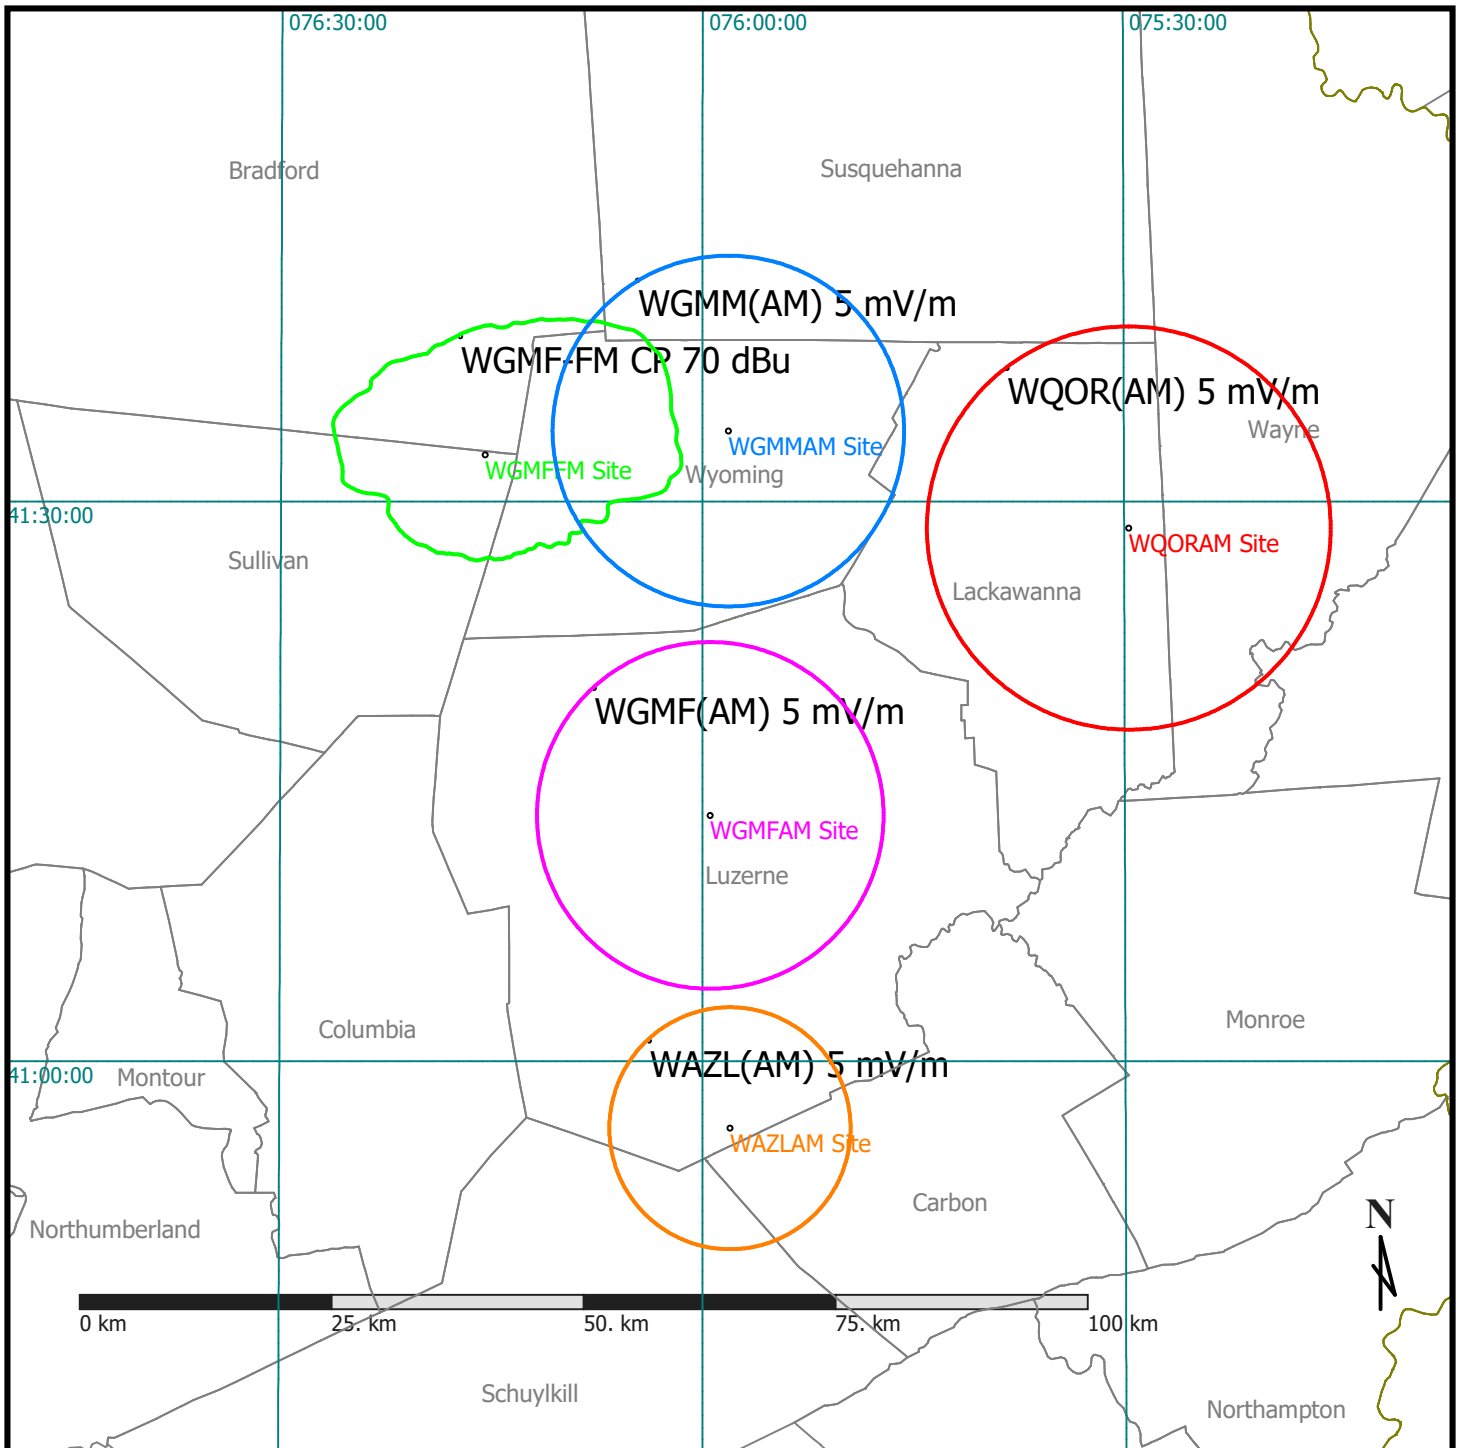 076:30:00
076:00:00
075:30:00
Bradford
Susquehanna
WGMM(AM) 5 mV/m
WGMF-FM CP 70 dBu
WQOR(AM) 5 mV/m
Wayne
WGMMAM Site
WGMFFM Site
Wyoming
41:30:00
WQORAM Site
Sullivan
Lackawanna
WGMF(AM) 5 mV/m
WGMFAM Site
Luzerne
Columbia
Monroe
WAZL(AM) 5 mV/m
41:00:00
Montour
WAZLAM Site
Carbon
Northumberland
N
0 km
25. km
50. km
75. km
100 km
Schuylkill
Northampton